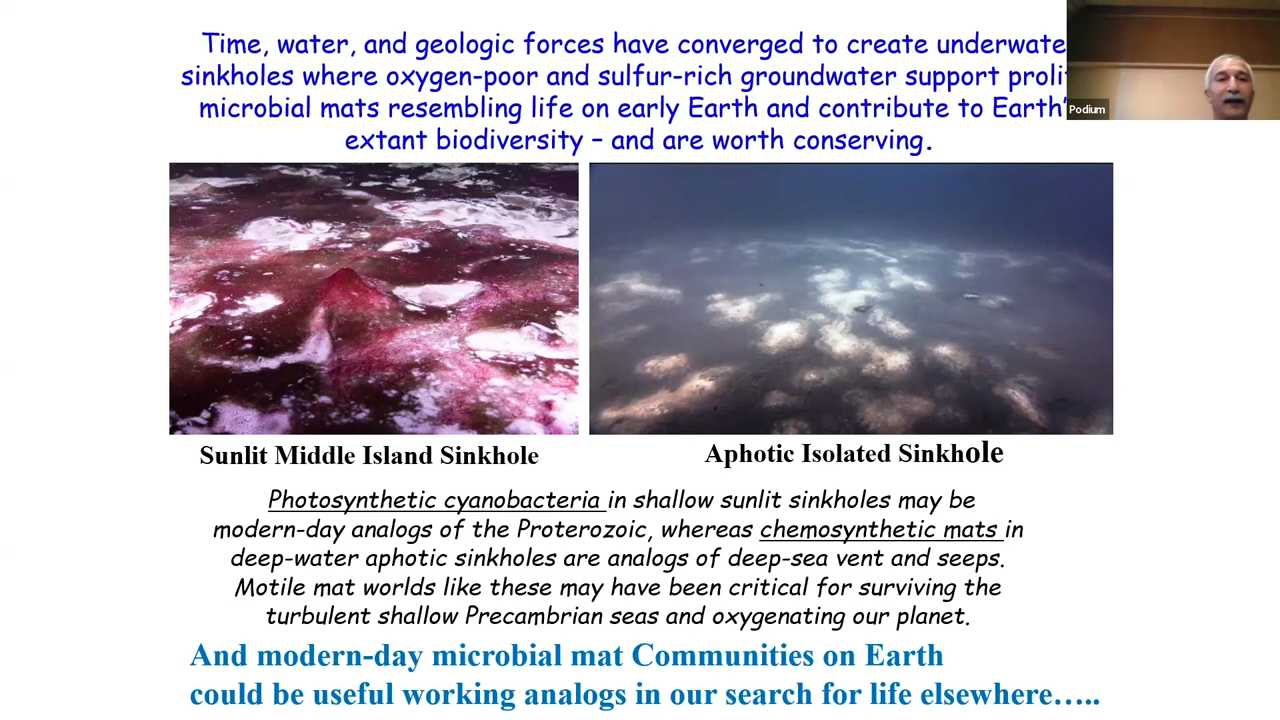 Time, water, and geologic forces have converged to create underwate
sinkholes where oxygen-poor and sulfur-rich groundwater support
microbial mats resembling life on early Earth and contribute to Earth'
extant biodiversity – and are worth conserving.
Podium
Sunlit Middle Island Sinkhole
Aphotic Isolated Sinkhole
Photosynthetic cyanobacteria in shallow sunlit sinkholes may be
modern-day analogs of the Proterozoic, whereas chemosynthetic mats in
deep-water aphotic sinkholes are analogs of deep-sea vent and seeps.
Motile mat worlds like these may have been critical for surviving the
turbulent shallow Precambrian seas and oxygenating our planet.
And modern-day microbial mat Communities on Earth
could be useful working analogs in our search for life elsewhere…..